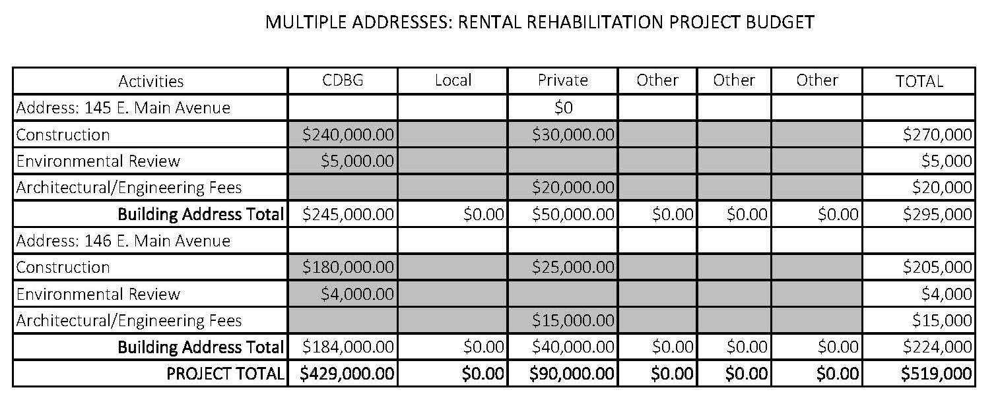 MULTIPLE ADDRESSES: RENTAL REHABILITATION PROJECT BUDGET
Activities CDBG Local Private Other Other Other TOTAL
Address: 145 E. Main Avenue $0
Construction $240,000.00 $30,000.00 $270,000
Environmental Review $5,000.00 $5,000
Architectural/Engineering Fees $20,000.00 $20,000
Building Address Total $245,000.00 $0.00 $50,000.00 $0.00 $0.00 $0.00 $295,000
Address: 146 E. Main Avenue
Construction $180,000.00 $25,000.00 $205,000
Environmental Review $4,000.00 $4,000
Architectural/Engineering Fees $15,000.00 $15,000
Building Address Total $184,000.00 $0.00 $40,000.00 $0.00 $0.00 $0.00 $224,000
PROJECT TOTAL $429,000.00 $0.00 $90,000.00 $0.00 $0.00 $0.00 $519,000